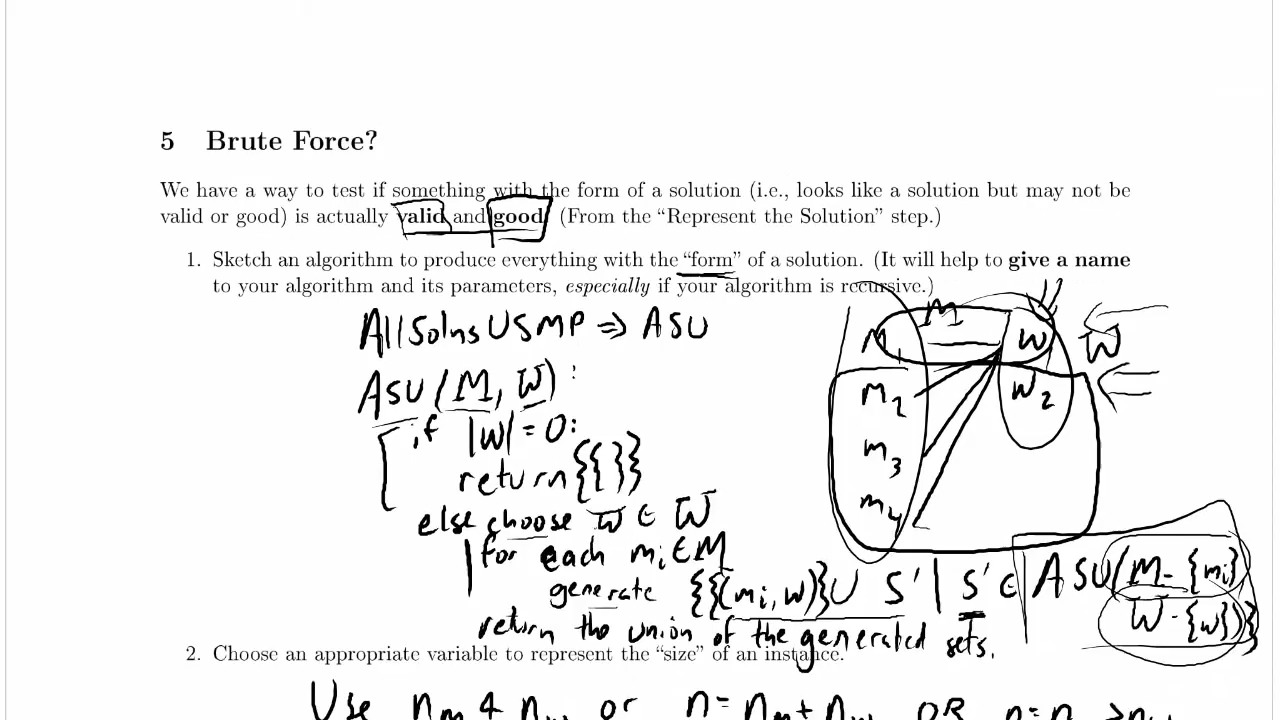 5 Brute Force?
We have a way to test if something with the form of a solution (i.e., looks like a solution but may not be
valid or good) is actually valid and good. (From the “Represent the Solution” step.)
1. Sketch an algorithm to produce everything with the “form” of a solution. (It will help to give a name
to your algorithm and its parameters, especially if your algorithm is recursive.)
AllSolnsUSMP ⇒ ASU
ASU(M, W):
if |W| = 0:
return {{}}
else choose w ∈ W
for each mᵢ ∈ M
generate {{(mᵢ, w)} ∪ S' | S' ∈ ASU(M - {mᵢ}
W - {w})}
return the union of the generated sets.
M
m₁ w W
m₂ w₂
m₃
m₄
2. Choose an appropriate variable to represent the “size” of an instance.
Use n
or n =
OR n = n